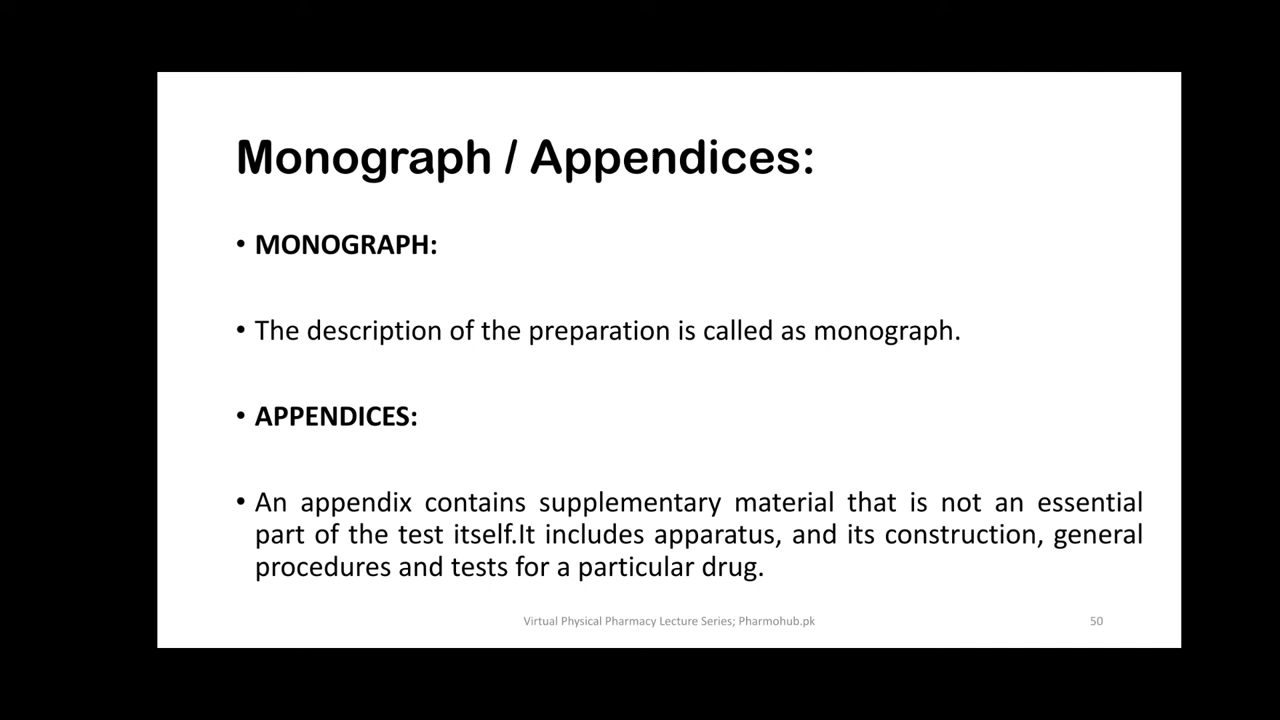 Monograph / Appendices:
• MONOGRAPH:
• The description of the preparation is called as monograph.
• APPENDICES:
• An appendix contains supplementary material that is not an essential
part of the test itself.It includes apparatus, and its construction, general
procedures and tests for a particular drug.
Virtual Physical Pharmacy Lecture Series; Pharmohub.pk 50